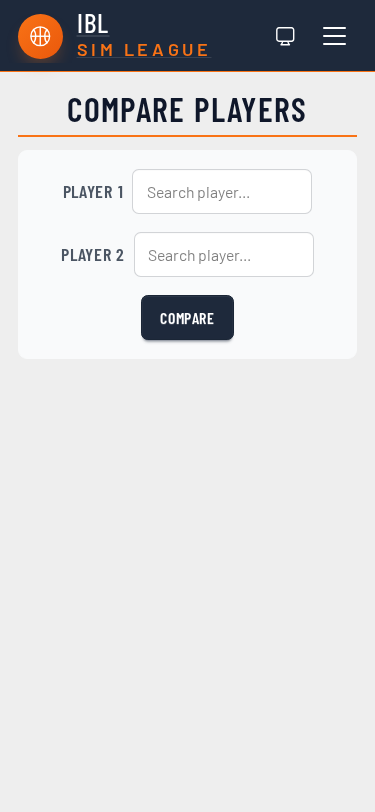 IBL
SIM LEAGUE
COMPARE PLAYERS
PLAYER 1
Search player...
PLAYER 2
Search player...
COMPARE